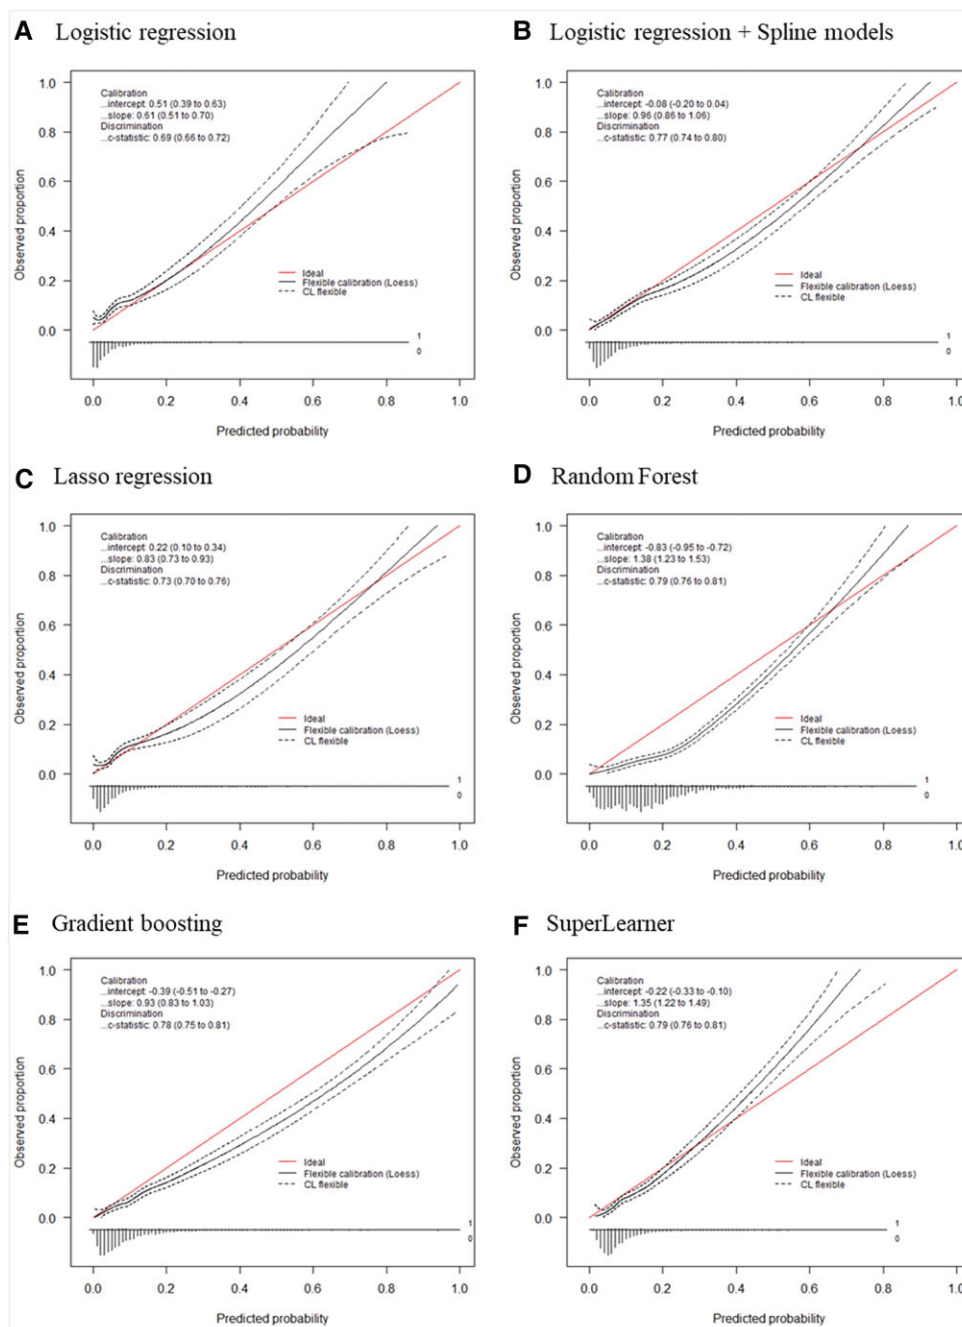 A Logistic regression
Calibration
...intercept: 0.51 (0.39 to 0.63)
...slope: 0.61 (0.51 to 0.70)
Discrimination
...c-statistic: 0.69 (0.66 to 0.72)
Observed proportion
1.0
0.8
0.6
0.4
0.2
0.0
Ideal
Flexible calibration (Loess)
CL flexible
1
0
0.0 0.2 0.4 0.6 0.8 1.0
Predicted probability
B Logistic regression + Spline models
Calibration
...intercept: -0.08 (-0.20 to 0.04)
...slope: 0.96 (0.86 to 1.06)
Discrimination
...c-statistic: 0.77 (0.74 to 0.80)
Observed proportion
1.0
0.8
0.6
0.4
0.2
0.0
Ideal
Flexible calibration (Loess)
CL flexible
1
0
0.0 0.2 0.4 0.6 0.8 1.0
Predicted probability
C Lasso regression
Calibration
...intercept: 0.22 (0.10 to 0.34)
...slope: 0.83 (0.73 to 0.93)
Discrimination
...c-statistic: 0.73 (0.70 to 0.76)
Observed proportion
1.0
0.8
0.6
0.4
0.2
0.0
Ideal
Flexible calibration (Loess)
CL flexible
1
0
0.0 0.2 0.4 0.6 0.8 1.0
Predicted probability
D Random Forest
Calibration
...intercept: -0.83 (-0.95 to -0.72)
...slope: 1.38 (1.23 to 1.53)
Discrimination
...c-statistic: 0.79 (0.76 to 0.81)
Observed proportion
1.0
0.8
0.6
0.4
0.2
0.0
Ideal
Flexible calibration (Loess)
CL flexible
1
0
0.0 0.2 0.4 0.6 0.8 1.0
Predicted probability
E Gradient boosting
Calibration
...intercept: -0.39 (-0.51 to -0.27)
...slope: 0.93 (0.83 to 1.03)
Discrimination
...c-statistic: 0.78 (0.75 to 0.81)
Observed proportion
1.0
0.8
0.6
0.4
0.2
0.0
Ideal
Flexible calibration (Loess)
CL flexible
1
0
0.0 0.2 0.4 0.6 0.8 1.0
Predicted probability
F SuperLearner
Calibration
...intercept: -0.22 (-0.33 to -0.10)
...slope: 1.35 (1.22 to 1.49)
Discrimination
...c-statistic: 0.79 (0.76 to 0.81)
Observed proportion
1.0
0.8
0.6
0.4
0.2
0.0
Ideal
Flexible calibration (Loess)
CL flexible
1
0
0.0 0.2 0.4 0.6 0.8 1.0
Predicted probability